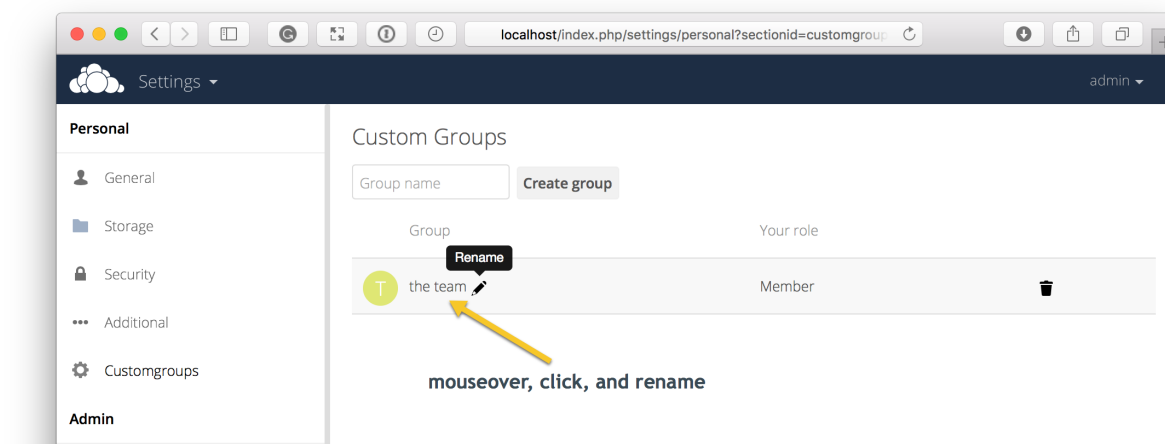 localhost/index.php/settings/personal?sectionid=customgroup
Settings
admin
Personal
General
Storage
Security
Additional
Customgroups
Admin
Custom Groups
Group name
Create group
Group
Your role
Rename
T
the team
Member
mouseover, click, and rename